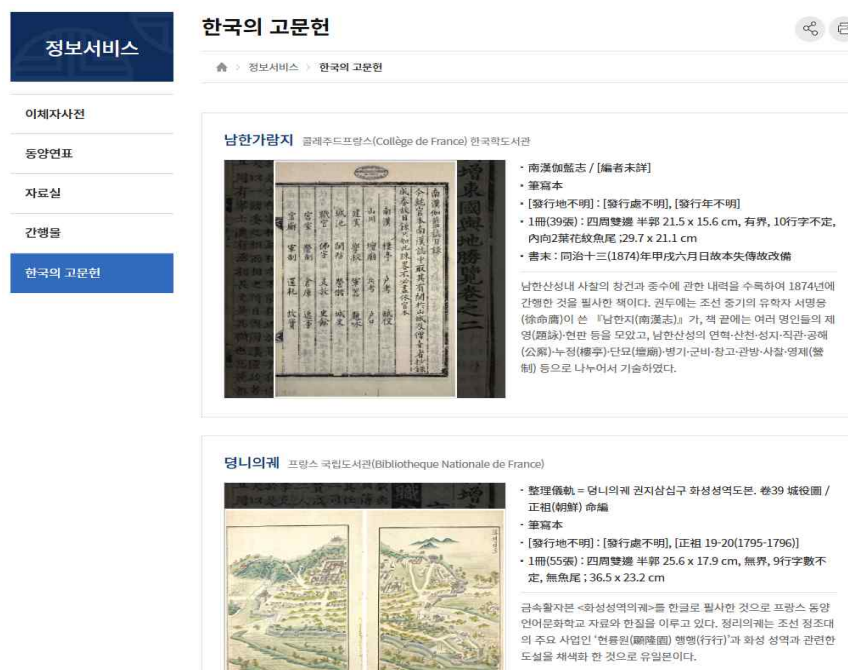 정보서비스
이체자사전
동양연표
자료실
간행물
한국의 고문헌
한국의 고문헌
정보서비스 > 한국의 고문헌
남한가람지 콜레주드프랑스(Collège de France) 한국학도서관
· 南漢伽藍志 / [編者未詳]
· 筆寫本
· [發行地不明] : [發行處不明], [發行年不明]
· 1冊(39張) : 四周雙邊 半郭 21.5 x 15.6 cm, 有界, 10行字不定,
內向2葉花紋魚尾 ; 29.7 x 21.1 cm
· 書末 : 同治十三(1874)年甲戌六月日故本失傳故改備
남한산성내 사찰의 창건과 중수에 관한 내력을 수록하여 1874년에
간행한 것을 필사한 책이다. 권두에는 조선 중기의 유학자 서명응
(徐命膺)이 쓴 『남한지(南漢志)』가, 책 끝에는 여러 명인들의 제
영(題詠)·현판 등을 모았고, 남한산성의 연혁·산천·성지·직관·공해
(公廨)·누정(樓亭)·단묘(壇廟)·병기·군비·창고·관방·사찰·영제(營
制) 등으로 나누어서 기술하였다.
增東國輿地勝覽卷之二
뎡니의궤 프랑스 국립도서관(Bibliotheque Nationale de France)
· 整理儀軌 = 뎡니의궤 권지삼십구 화성성역도본. 卷39 城役圖 /
正祖(朝鮮) 命編
· 筆寫本
· [發行地不明] : [發行處不明], [正祖 19-20(1795-1796)]
· 1冊(55張) : 四周雙邊 半郭 25.6 x 17.9 cm, 無界, 9行字數不
定, 無魚尾 ; 36.5 x 23.2 cm
금속활자본 <화성성역의궤>를 한글로 필사한 것으로 프랑스 동양
언어문화학교 자료와 한질을 이루고 있다. 정리의궤는 조선 정조대
의 주요 사업인 '현륭원(顯隆園) 행행(行行)'과 화성 성역과 관련한
도설을 채색화 한 것으로 유일본이다.